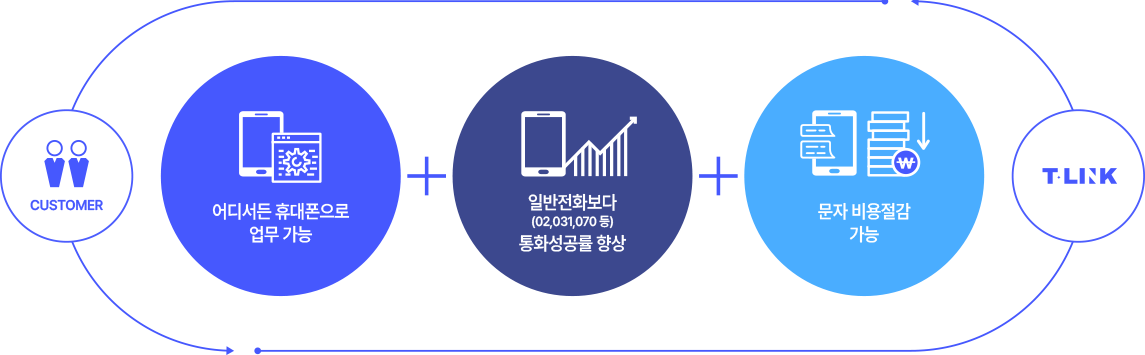 CUSTOMER
어디서든 휴대폰으로
업무 가능
일반전화보다
(02,031,070 등)
통화성공률 향상
₩
문자 비용절감
가능
T·LINK